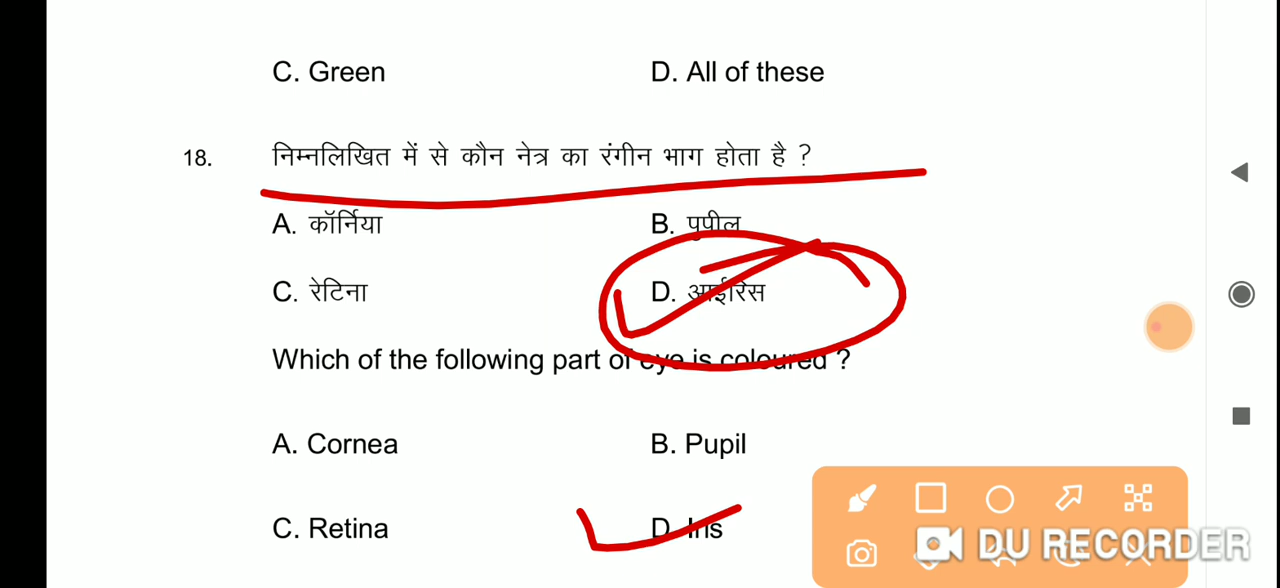 C. Green D. All of these
18. निम्नलिखित में से कौन नेत्र का रंगीन भाग होता है ?
A. कॉर्निया B. पुपील
C. रेटिना D. आईरिस
Which of the following part of eye is coloured ?
A. Cornea B. Pupil
C. Retina D. Iris
DU RECORDER